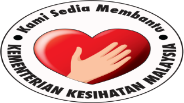 • Kami Sedia Membantu •
KEMENTERIAN KESIHATAN MALAYSIA